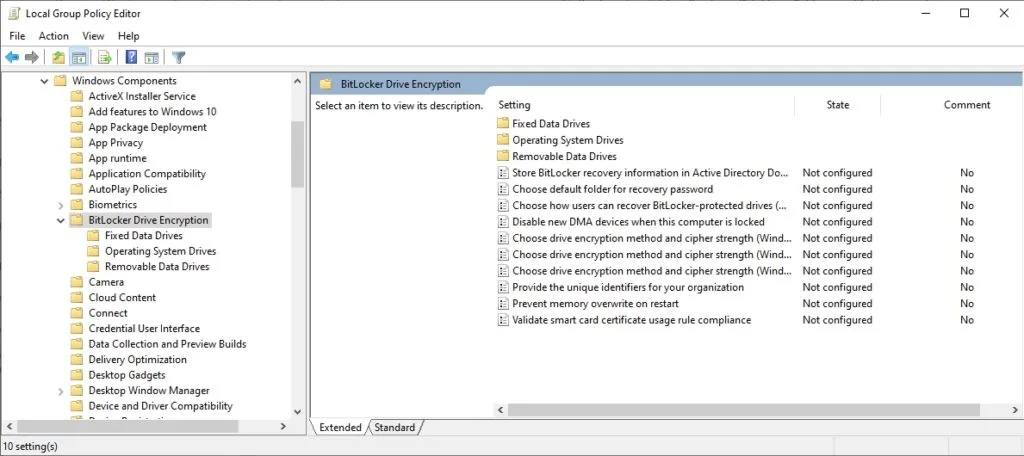 Local Group Policy Editor
File Action View Help
Windows Components
ActiveX Installer Service
Add features to Windows 10
App Package Deployment
App Privacy
App runtime
Application Compatibility
AutoPlay Policies
Biometrics
BitLocker Drive Encryption
Fixed Data Drives
Operating System Drives
Removable Data Drives
Camera
Cloud Content
Connect
Credential User Interface
Data Collection and Preview Builds
Delivery Optimization
Desktop Gadgets
Desktop Window Manager
Device and Driver Compatibility
BitLocker Drive Encryption
Select an item to view its description.
Setting State Comment
Fixed Data Drives
Operating System Drives
Removable Data Drives
Store BitLocker recovery information in Active Directory Do... Not configured No
Choose default folder for recovery password Not configured No
Choose how users can recover BitLocker-protected drives (... Not configured No
Disable new DMA devices when this computer is locked Not configured No
Choose drive encryption method and cipher strength (Wind... Not configured No
Choose drive encryption method and cipher strength (Wind... Not configured No
Choose drive encryption method and cipher strength (Wind... Not configured No
Provide the unique identifiers for your organization Not configured No
Prevent memory overwrite on restart Not configured No
Validate smart card certificate usage rule compliance Not configured No
Extended Standard
10 setting(s)